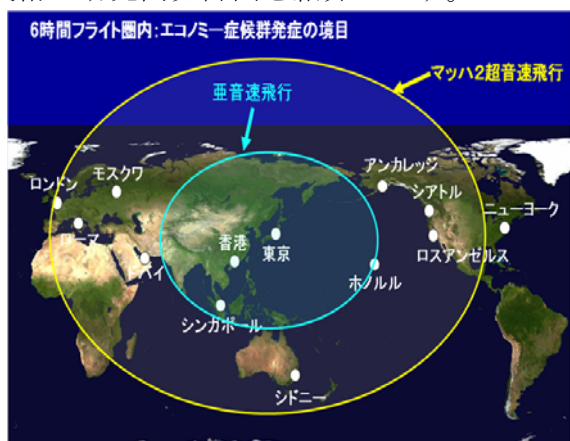 6時間フライト圏内:エコノミー症候群発症の境目
マッハ2超音速飛行
亜音速飛行
アンカレッジ
モスクワ
ロンドン
シアトル
ニューヨーク
ローマ
香港
東京
ロスアンゼルス
ドバイ
ホノルル
シンガポール
シドニー